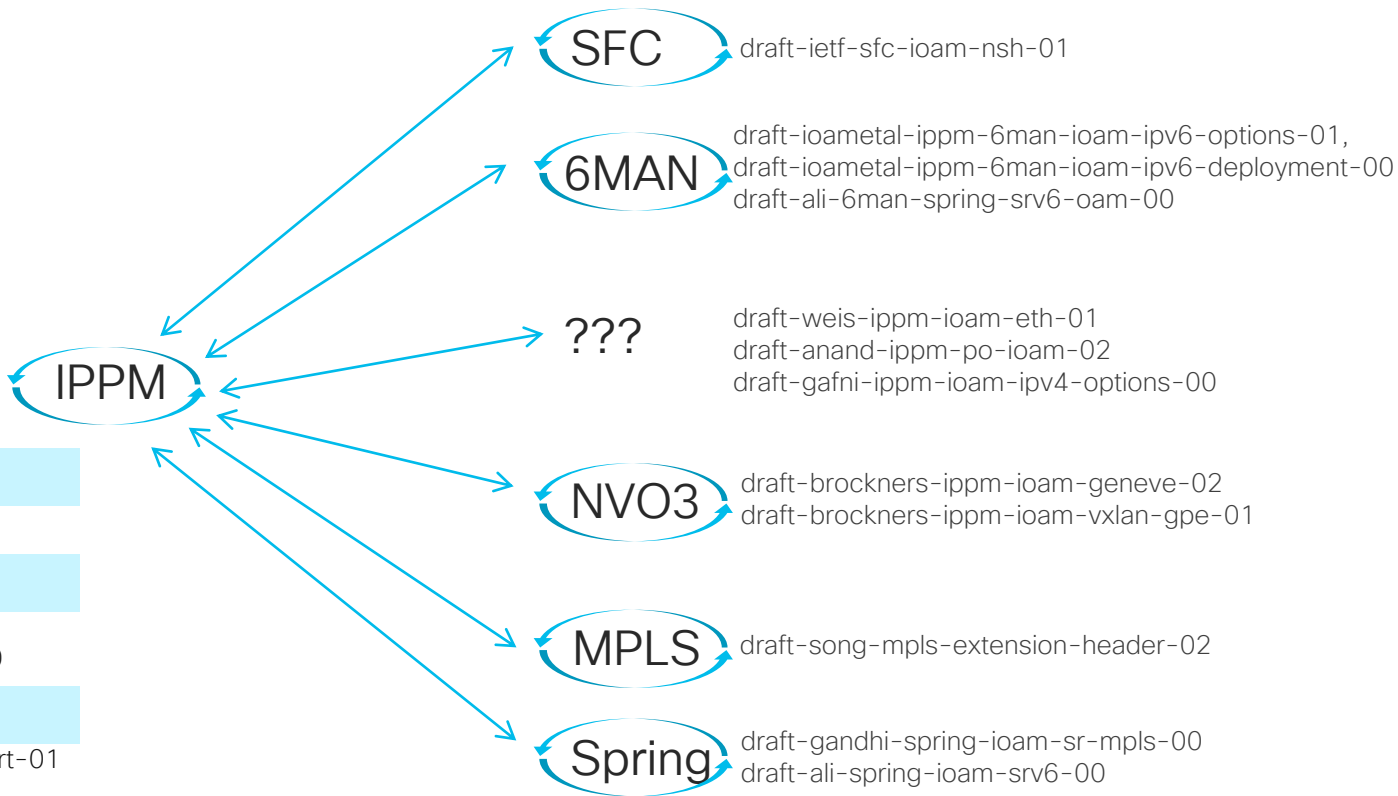 SFC
draft-ietf-sfc-ioam-nsh-01
6MAN
draft-ioametal-ippm-6man-ioam-ipv6-options-01,
draft-ioametal-ippm-6man-ioam-ipv6-deployment-00
draft-ali-6man-spring-srv6-oam-00
???
draft-weis-ippm-ioam-eth-01
draft-anand-ippm-po-ioam-02
draft-gafni-ippm-ioam-ipv4-options-00
IPPM
NVO3
draft-brockners-ippm-ioam-geneve-02
draft-brockners-ippm-ioam-vxlan-gpe-01
MPLS
draft-song-mpls-extension-header-02
Spring
draft-gandhi-spring-ioam-sr-mpls-00
draft-ali-spring-ioam-srv6-00
rt-01